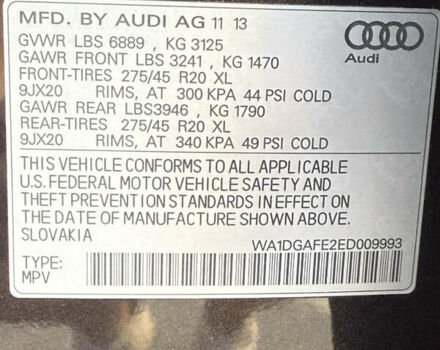 MFD. BY AUDI AG 11 13
GVWR LBS 6889 , KG 3125
GAWR FRONT LBS 3241 , KG 1470
FRONT-TIRES 275/45 R20 XL
9JX20 RIMS, AT 300 KPA 44 PSI COLD
GAWR REAR LBS3946 , KG 1790
REAR-TIRES 275/45 R20 XL
9JX20 RIMS, AT 340 KPA 49 PSI COLD
Audi
THIS VEHICLE CONFORMS TO ALL APPLICABLE
U.S. FEDERAL MOTOR VEHICLE SAFETY AND
THEFT PREVENTION STANDARDS IN EFFECT ON
THE DATE OF MANUFACTURE SHOWN ABOVE.
SLOVAKIA
WA1DGAFE2ED009993
TYPE:
MPV